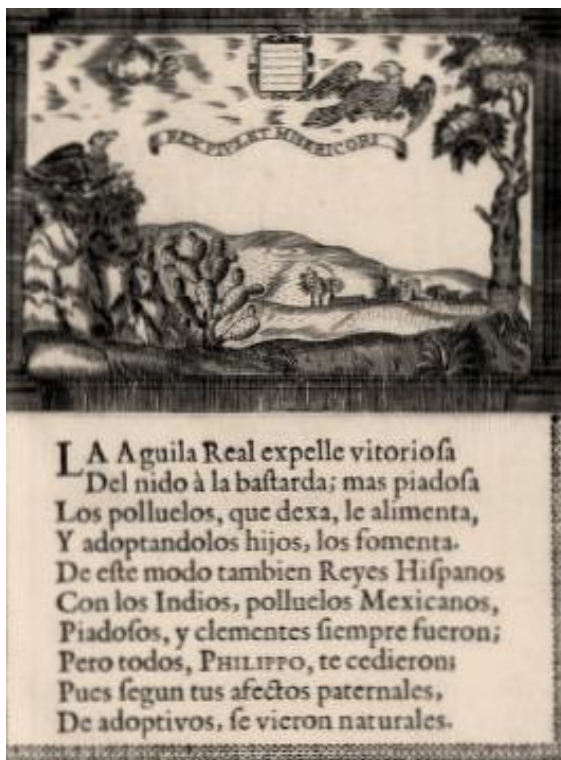 REX PIVS ET MISERICORS
LA Aguila Real expelle vitorioſa
Del nido à la baſtarda; mas piadoſa
Los polluelos, que dexa, le alimenta,
Y adoptandolos hijos, los fomenta.
De eſte modo tambien Reyes Hiſpanos
Con los Indios, polluelos Mexicanos,
Piadoſos, y clementes ſiempre fueron;
Pero todos, PHILIPPO, te cedieron;
Pues ſegun tus afectos paternales,
De adoptivos, ſe vieron naturales.